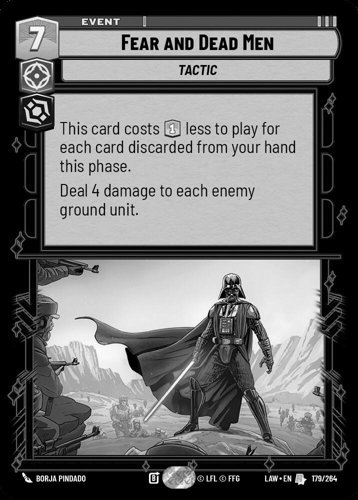 EVENT
7
FEAR AND DEAD MEN
TACTIC
This card costs 1 less to play for
each card discarded from your hand
this phase.
Deal 4 damage to each enemy
ground unit.
BORJA PINDADO
© LFL © FFG
LAW • EN
179/264